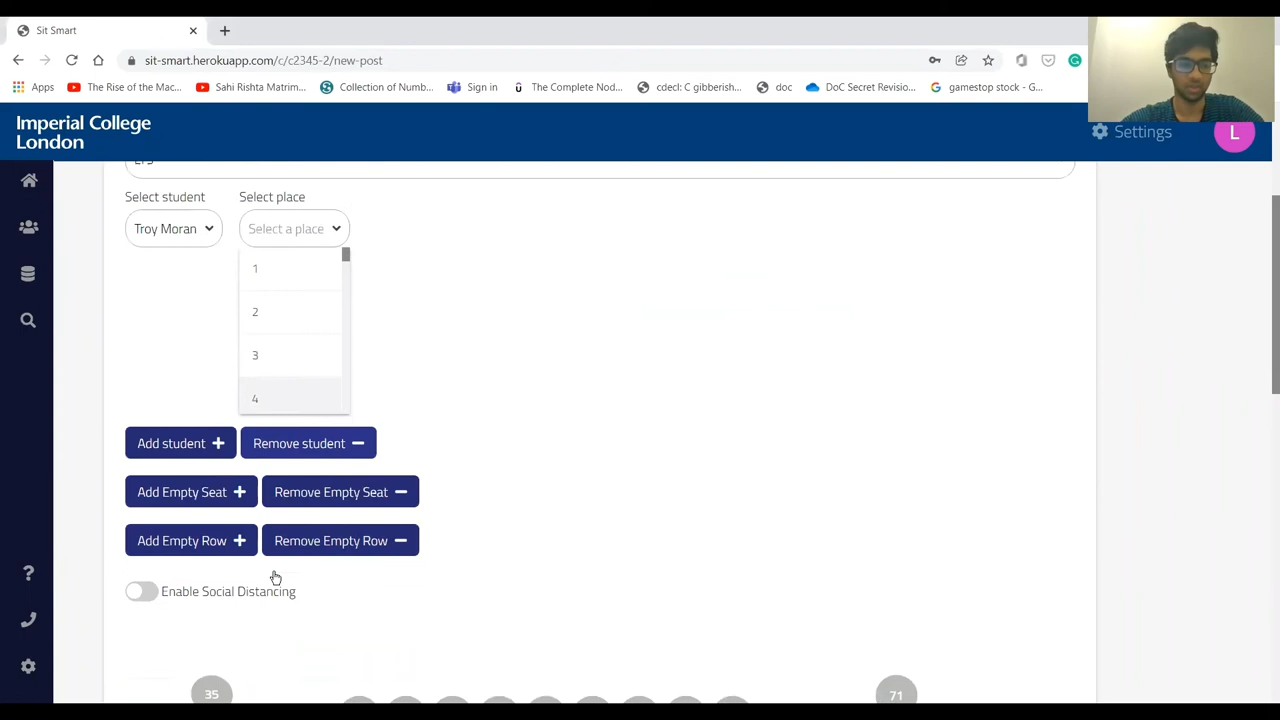 Sit Smart
sit-smart.herokuapp.com/c/c2345-2/new-post
Apps
The Rise of the Mac...
Sahi Rishta Matrim...
Collection of Numb...
Sign in
The Complete Nod...
cdecl: C gibberish...
doc
DoC Secret Revisio...
gamestop stock - G...
Imperial College
London
Settings
L
Select student
Select place
Troy Moran
Select a place
1
2
3
4
Add student
Remove student
Add Empty Seat
Remove Empty Seat
Add Empty Row
Remove Empty Row
Enable Social Distancing
35
71